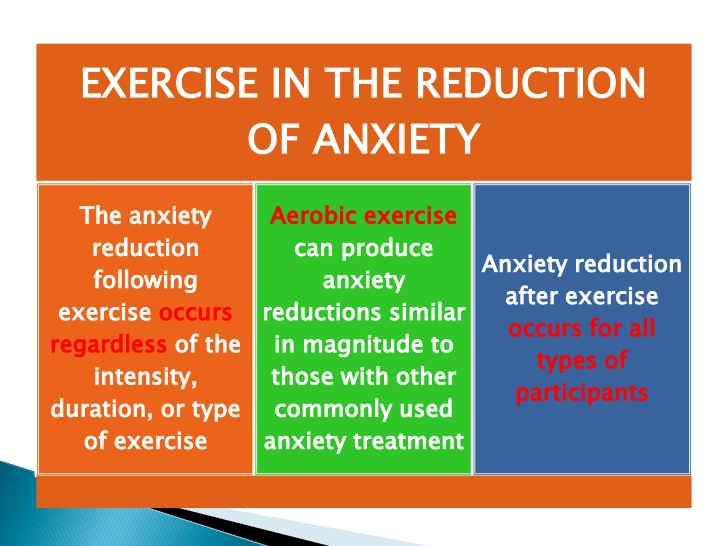 EXERCISE IN THE REDUCTION
OF ANXIETY
The anxiety
reduction
following
exercise occurs
regardless of the
intensity,
duration, or type
of exercise
Aerobic exercise
can produce
anxiety
reductions similar
in magnitude to
those with other
commonly used
anxiety treatment
Anxiety reduction
after exercise
occurs for all
types of
participants